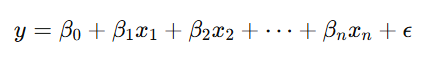 y = β₀ + β₁x₁ + β₂x₂ + ⋯ + βₙxₙ + ϵ